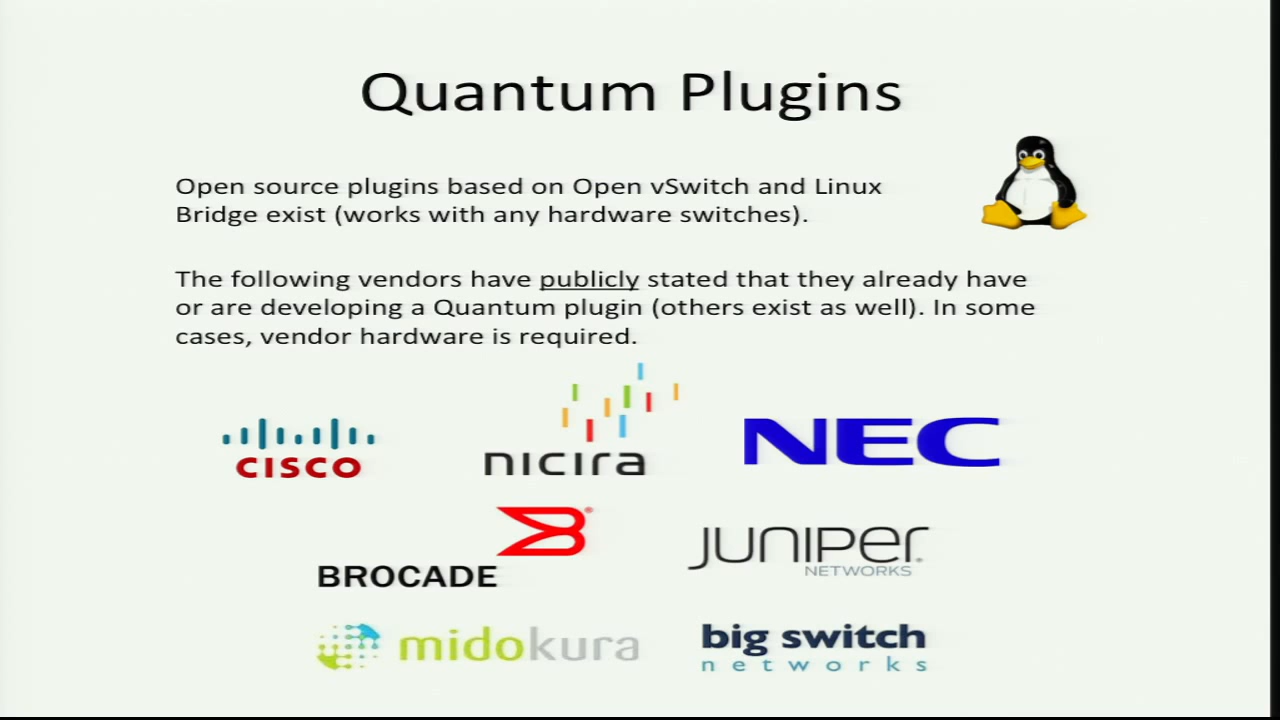 Quantum Plugins
Open source plugins based on Open vSwitch and Linux
Bridge exist (works with any hardware switches).
The following vendors have publicly stated that they already have
or are developing a Quantum plugin (others exist as well). In some
cases, vendor hardware is required.
CISCO
nicira
NEC
BROCADE
JUNIPEr
NETWORKS
midokura
big switch
networks